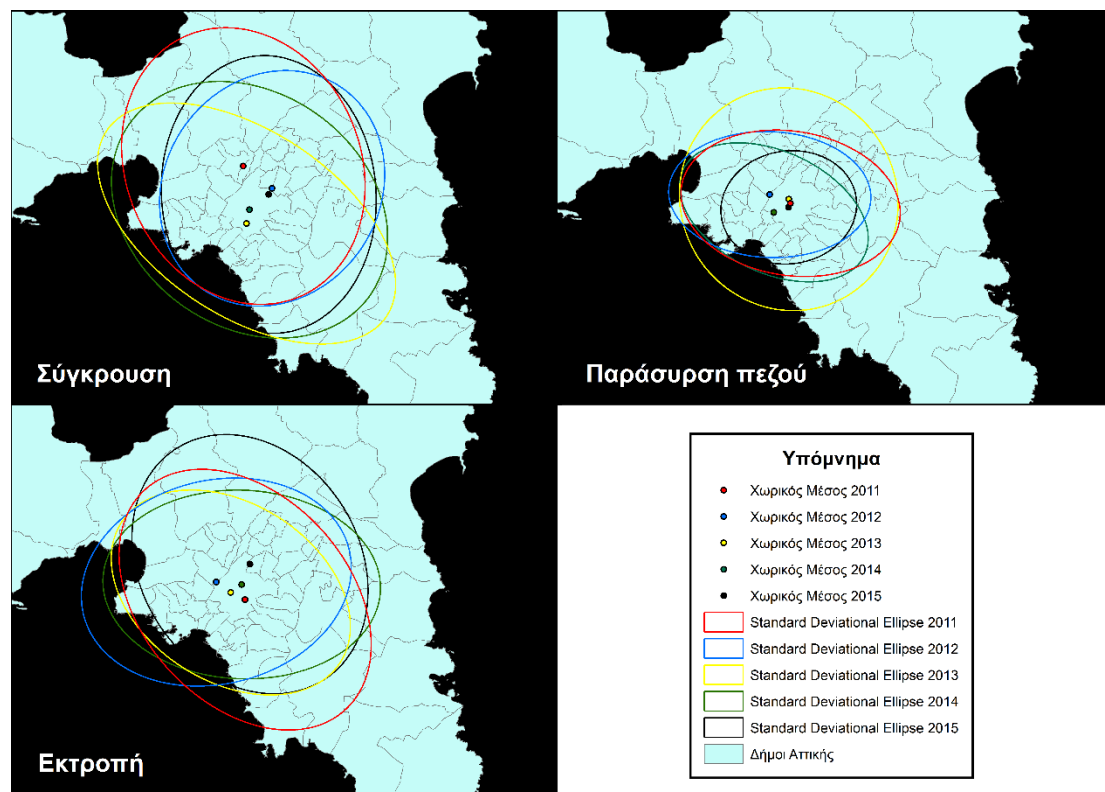 Σύγκρουση
Παράσυρση πεζού
Εκτροπή
Υπόμνημα
Χωρικός Μέσος 2011
Χωρικός Μέσος 2012
Χωρικός Μέσος 2013
Χωρικός Μέσος 2014
Χωρικός Μέσος 2015
Standard Deviational Ellipse 2011
Standard Deviational Ellipse 2012
Standard Deviational Ellipse 2013
Standard Deviational Ellipse 2014
Standard Deviational Ellipse 2015
Δήμοι Αττικής